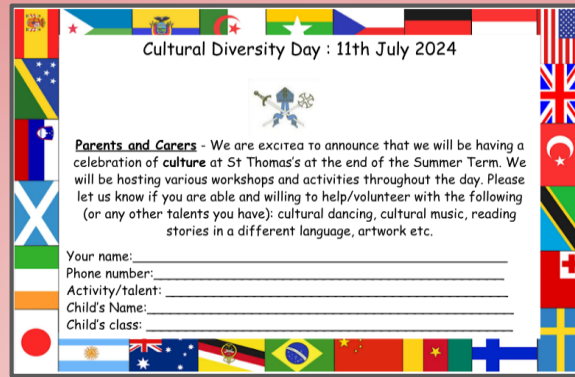 Cultural Diversity Day : 11th July 2024
Parents and Carers - We are excited to announce that we will be having a
celebration of culture at St Thomas's at the end of the Summer Term. We
will be hosting various workshops and activities throughout the day. Please
let us know if you are able and willing to help/volunteer with the following
(or any other talents you have): cultural dancing, cultural music, reading
stories in a different language, artwork etc.
Your name:
Phone number:
Activity/talent:
Child's Name:
Child's class: